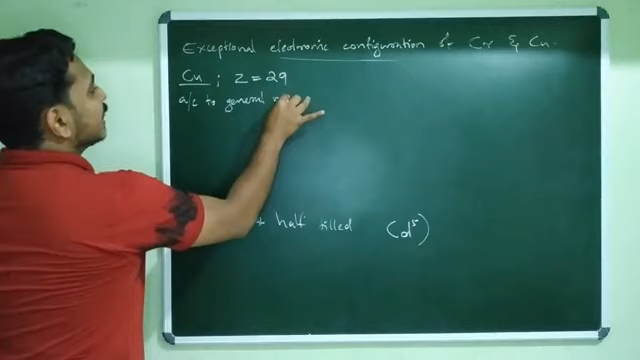 Exceptional electronic configuration of Cr & Cu.
Cu ; Z = 29
a/c to general
half filled (d⁵)